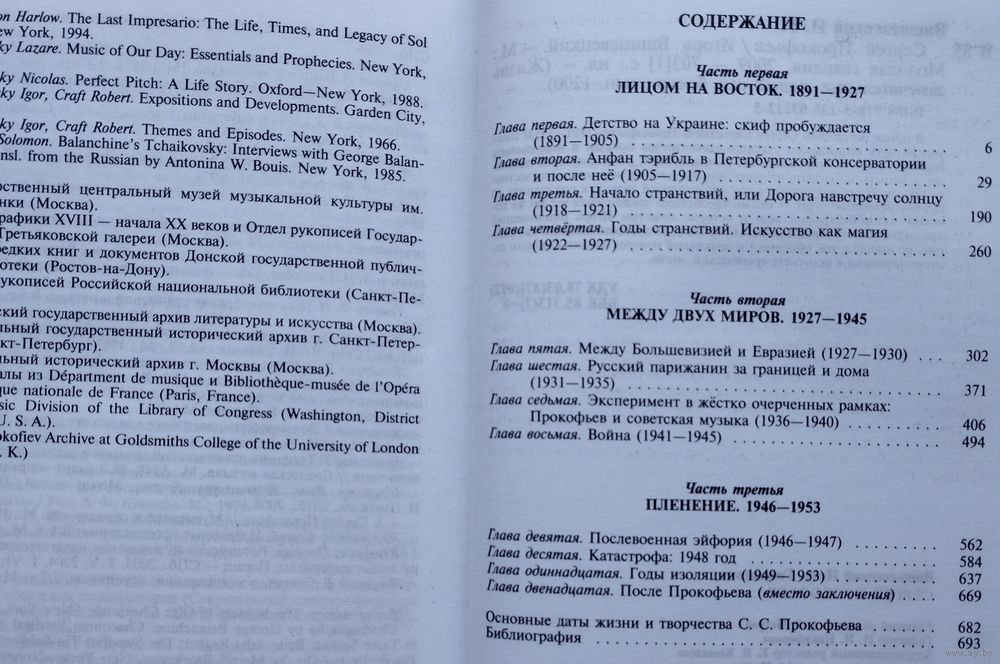 on Harlow. The Last Impresario: The Life, Times, and Legacy of Sol
ew York, 1994.
ky Lazare. Music of Our Day: Essentials and Prophecies. New York,
ky Nicolas. Perfect Pitch: A Life Story. Oxford—New York, 1988.
ky Igor, Craft Robert. Expositions and Developments. Garden City,
ky Igor, Craft Robert. Themes and Episodes. New York, 1966.
Solomon. Balanchine's Tchaikovsky: Interviews with George Balan-
nsl. from the Russian by Antonina W. Bouis. New York, 1985.
рственный центральный музей музыкальной культуры им.
нки (Москва).
рафики XVIII — начала XX веков и Отдел рукописей Государ-
Третьяковской галереи (Москва).
редких книг и документов Донской государственной публич-
отеки (Ростов-на-Дону).
рукописей Российской национальной библиотеки (Санкт-Пе-
кий государственный архив литературы и искусства (Москва).
льный государственный исторический архив г. Санкт-Петер-
кт-Петербург).
льный исторический архив г. Москвы (Москва).
алы из Départment de musique и Bibliothèque-musée de l'Opéra
que nationale de France (Paris, France).
sic Division of the Library of Congress (Washington, District
U. S. A.).
okofiev Archive at Goldsmiths College of the University of London
K.)
СОДЕРЖАНИЕ
Часть первая
ЛИЦОМ НА ВОСТОК. 1891—1927
Глава первая. Детство на Украине: скиф пробуждается
(1891—1905) . . . 6
Глава вторая. Анфан тэрибль в Петербургской консерватории
и после неё (1905—1917) . . . 29
Глава третья. Начало странствий, или Дорога навстречу солнцу
(1918—1921) . . . 190
Глава четвёртая. Годы странствий. Искусство как магия
(1922—1927) . . . 260
Часть вторая
МЕЖДУ ДВУХ МИРОВ. 1927—1945
Глава пятая. Между Большевизией и Евразией (1927—1930) . . . 302
Глава шестая. Русский парижанин за границей и дома
(1931—1935) . . . 371
Глава седьмая. Эксперимент в жёстко очерченных рамках:
Прокофьев и советская музыка (1936—1940) . . . 406
Глава восьмая. Война (1941—1945) . . . 494
Часть третья
ПЛЕНЕНИЕ. 1946—1953
Глава девятая. Послевоенная эйфория (1946—1947) . . . 562
Глава десятая. Катастрофа: 1948 год . . . 584
Глава одиннадцатая. Годы изоляции (1949—1953) . . . 637
Глава двенадцатая. После Прокофьева (вместо заключения) . . . 669
Основные даты жизни и творчества С. С. Прокофьева . . . 682
Библиография . . . 693
www.ay.by